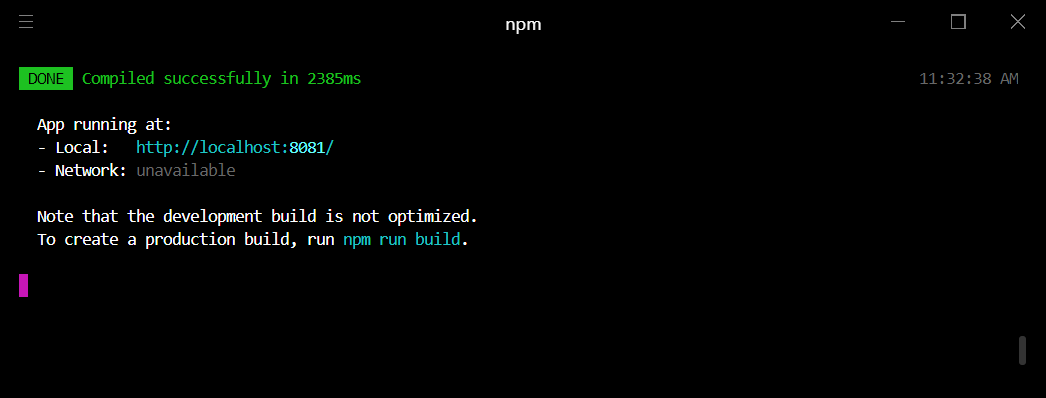 npm
DONE Compiled successfully in 2385ms 11:32:38 AM
App running at:
- Local: http://localhost:8081/
- Network: unavailable
Note that the development build is not optimized.
To create a production build, run npm run build.